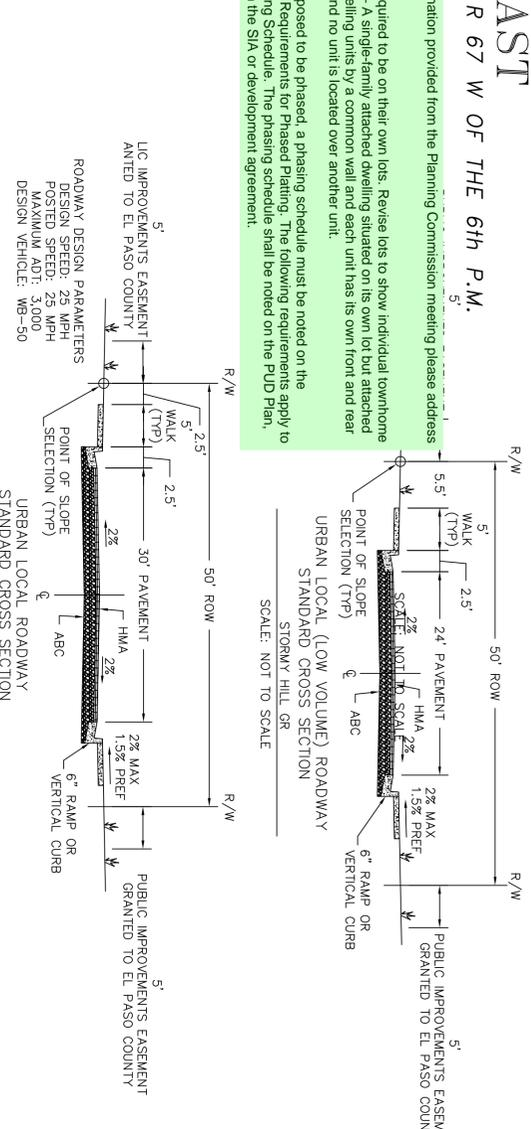 AST
R 67 W OF THE 6th P.M.
nation provided from the Planning Commission meeting please address
quired to be on their own lots. Revise lots to show individual townhome
- A single-family attached dwelling situated on its own lot but attached
elling units by a common wall and each unit has its own front and rear
nd no unit is located over another unit.
posed to be phased, a phasing schedule must be noted on the
Requirements for Phased Platting. The following requirements apply to
ng Schedule. The phasing schedule shall be noted on the PUD Plan,
n the SIA or development agreement.
5'
R/W
50' ROW
R/W
5.5'
5'
WALK
(TYP)
2.5'
24' PAVEMENT
2% MAX
1.5% PREF
5'
PUBLIC IMPROVEMENTS EASEM
GRANTED TO EL PASO COUN
SCALE: NOT TO SCALE
2%
2%
HMA
ABC
POINT OF SLOPE
SELECTION (TYP)
6" RAMP OR
VERTICAL CURB
URBAN LOCAL (LOW VOLUME) ROADWAY
STANDARD CROSS SECTION
STORMY HILL GR
SCALE: NOT TO SCALE
R/W
50' ROW
R/W
5'
LIC IMPROVEMENTS EASEMENT
ANTED TO EL PASO COUNTY
2.5'
5'
WALK
(TYP)
2.5'
30' PAVEMENT
2% MAX
1.5% PREF
5'
PUBLIC IMPROVEMENTS EASEMENT
GRANTED TO EL PASO COUNTY
2%
2%
HMA
ABC
POINT OF SLOPE
SELECTION (TYP)
6" RAMP OR
VERTICAL CURB
ROADWAY DESIGN PARAMETERS
DESIGN SPEED: 25 MPH
POSTED SPEED: 25 MPH
MAXIMUM ADT: 3,000
DESIGN VEHICLE: WB-50
URBAN LOCAL ROADWAY
STANDARD CROSS SECTION